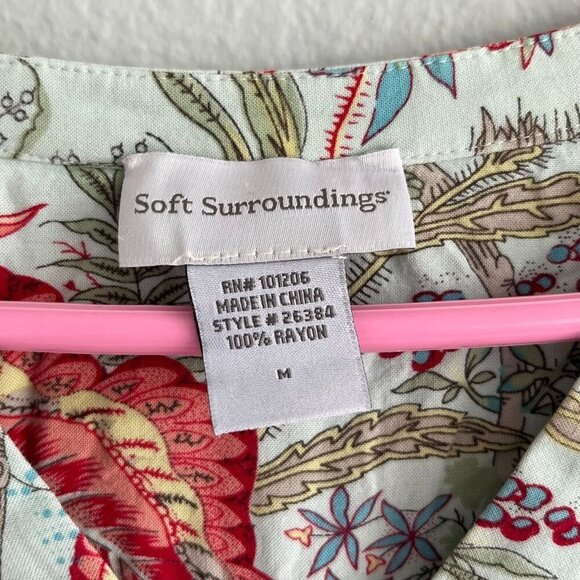 Soft Surroundings
RN# 101206
MADE IN CHINA
STYLE # 26384
100% RAYON
M